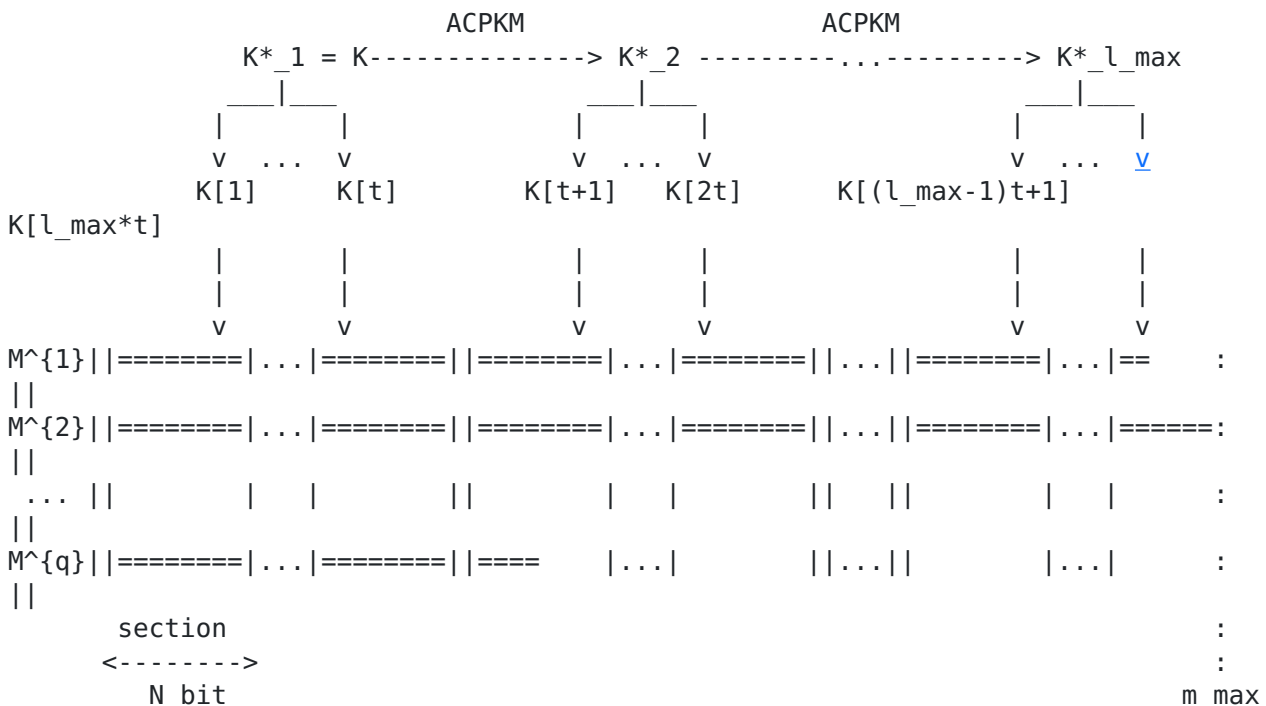 ACPKM                  ACPKM
              K*_1 = K--------------> K*_2 ---------...---------> K*_l_max
             ___|___                ___|___                    ___|___
            |       |              |       |                  |       |
            v  ...  v              v  ...  v                  v  ...  v
           K[1]     K[t]        K[t+1]   K[2t]      K[(l_max-1)t+1]
K[l_max*t]
            |       |              |       |                  |       |
            |       |              |       |                  |       |
            v       v              v       v                  v       v
M^{1}||========|...|========||========|...|========||...||========|...|==    :
||
M^{2}||========|...|========||========|...|========||...||========|...|======:
||
 ... ||        |   |        ||        |   |        ||   ||        |   |      :
||
M^{q}||========|...|========||====    |...|        ||...||        |...|      :
||
       section                                                               :
      <-------->                                                             :
         N bit                                                             m_max